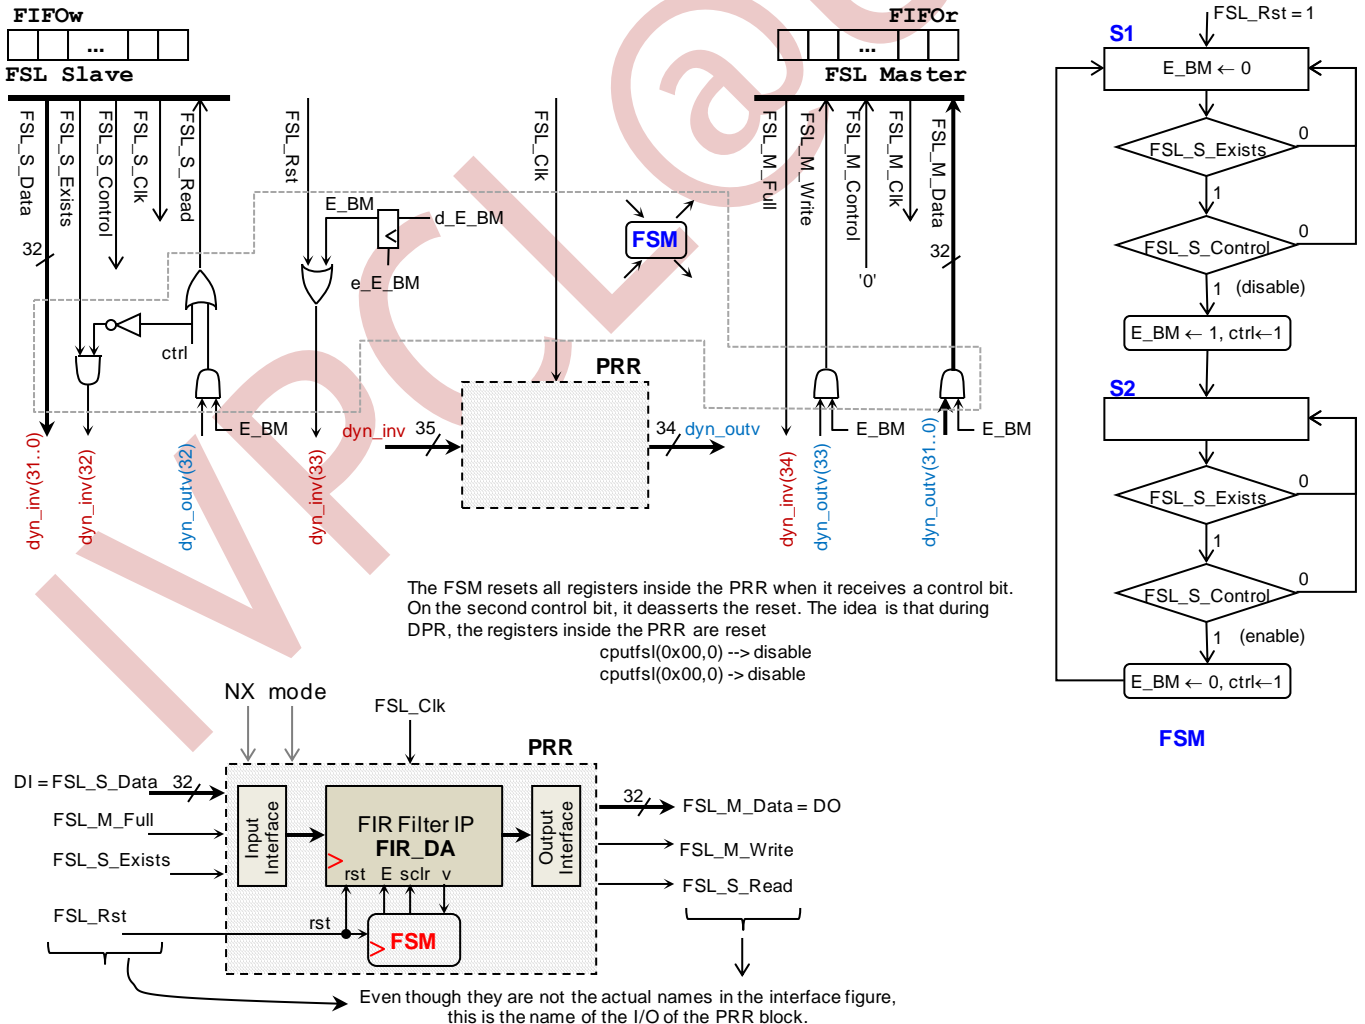 FIFOw
...
FSL Slave
FSL_S_Data
FSL_S_Exists
FSL_S_Control
FSL_S_Clk
FSL_S_Read
32
FSL_Rst
E_BM
d_E_BM
e_E_BM
FSL_Clk
FSM
FIFOr
...
FSL Master
FSL_M_Full
FSL_M_Write
FSL_M_Control
FSL_M_Clk
FSL_M_Data
32
'0'
ctrl
E_BM
PRR
dyn_inv
35
34
dyn_outv
E_BM
E_BM
dyn_inv(31..0)
dyn_inv(32)
dyn_outv(32)
dyn_inv(33)
dyn_inv(34)
dyn_outv(33)
dyn_outv(31..0)
FSL_Rst = 1
S1
E_BM ← 0
FSL_S_Exists
0
1
FSL_S_Control
0
1 (disable)
E_BM ← 1, ctrl←1
S2
FSL_S_Exists
0
1
FSL_S_Control
0
1 (enable)
E_BM ← 0, ctrl←1
FSM
The FSM resets all registers inside the PRR when it receives a control bit.
On the second control bit, it deasserts the reset. The idea is that during
DPR, the registers inside the PRR are reset
cputfsl(0x00,0) --> disable
cputfsl(0x00,0) -> disable
NX mode
FSL_Clk
PRR
DI = FSL_S_Data
32
FSL_M_Full
FSL_S_Exists
FSL_Rst
Input
Interface
FIR Filter IP
FIR_DA
rst E sclr v
Output
Interface
rst
FSM
32
FSL_M_Data = DO
FSL_M_Write
FSL_S_Read
Even though they are not the actual names in the interface figure,
this is the name of the I/O of the PRR block.
IVPCL@